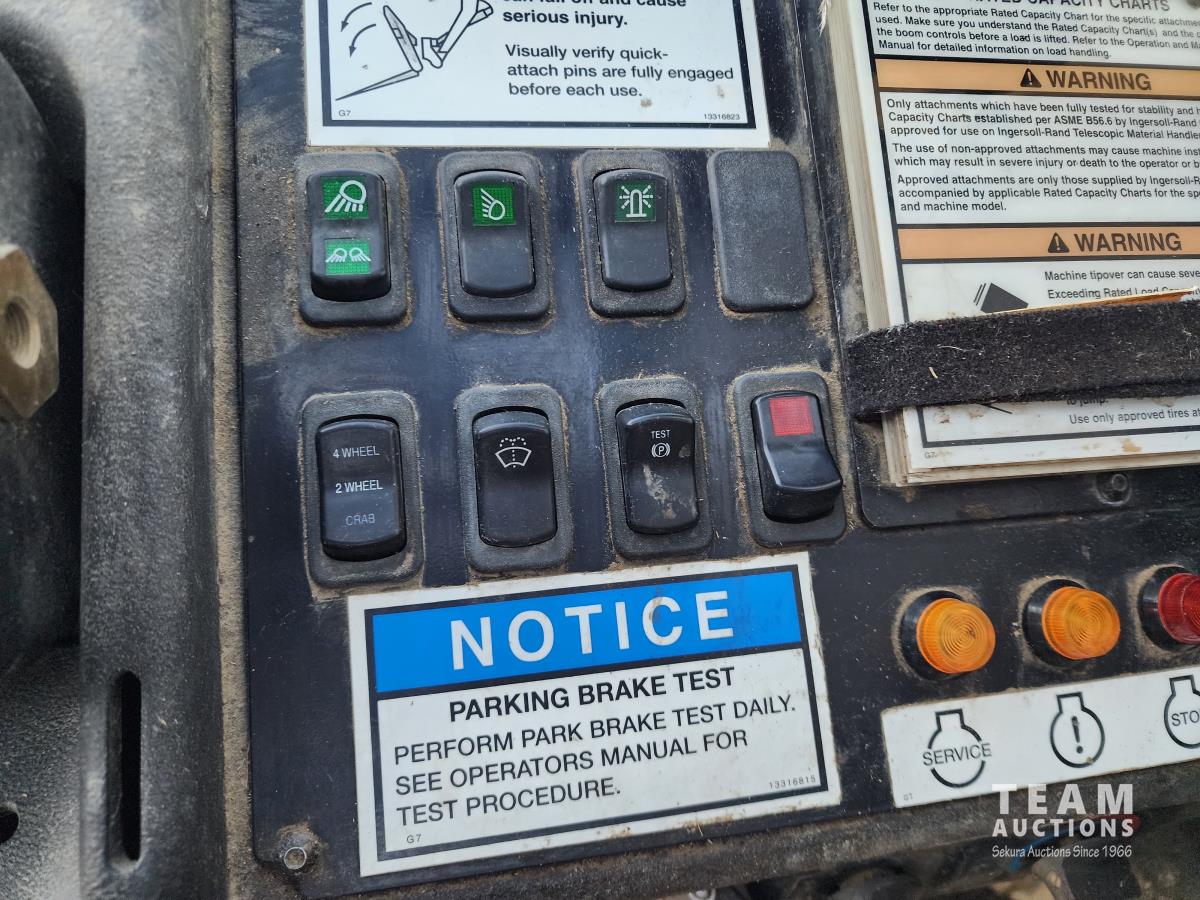 serious injury.
Visually verify quick-
attach pins are fully engaged
before each use.
G7
13316823
CAPACITY CHARTS
Refer to the appropriate Rated Capacity Chart for the specific
used. Make sure you understand the Rated Capacity Chart(s) and the
the boom controls before a load is lifted. Refer to the Operation and
Manual for detailed information on load handling.
WARNING
Only attachments which have been fully tested for stability and
Capacity Charts established per ASME B56.6 by Ingersoll-Rand
approved for use on Ingersoll-Rand Telescopic Material
The use of non-approved attachments may cause machine
which may result in severe injury or death to the operator or
Approved attachments are only those supplied by
accompanied by applicable Rated Capacity Charts for the
and machine model.
WARNING
Machine tipover can cause
Exceeding Rated Load
to jump.
Use only approved tires
G7
4 WHEEL
2 WHEEL
CRAB
TEST
P
NOTICE
PARKING BRAKE TEST
PERFORM PARK BRAKE TEST DAILY.
SEE OPERATORS MANUAL FOR
TEST PROCEDURE.
G7
13316815
SERVICE
!
STO
G7
TEAM
AUCTIONS
Sekura Auctions Since 1966